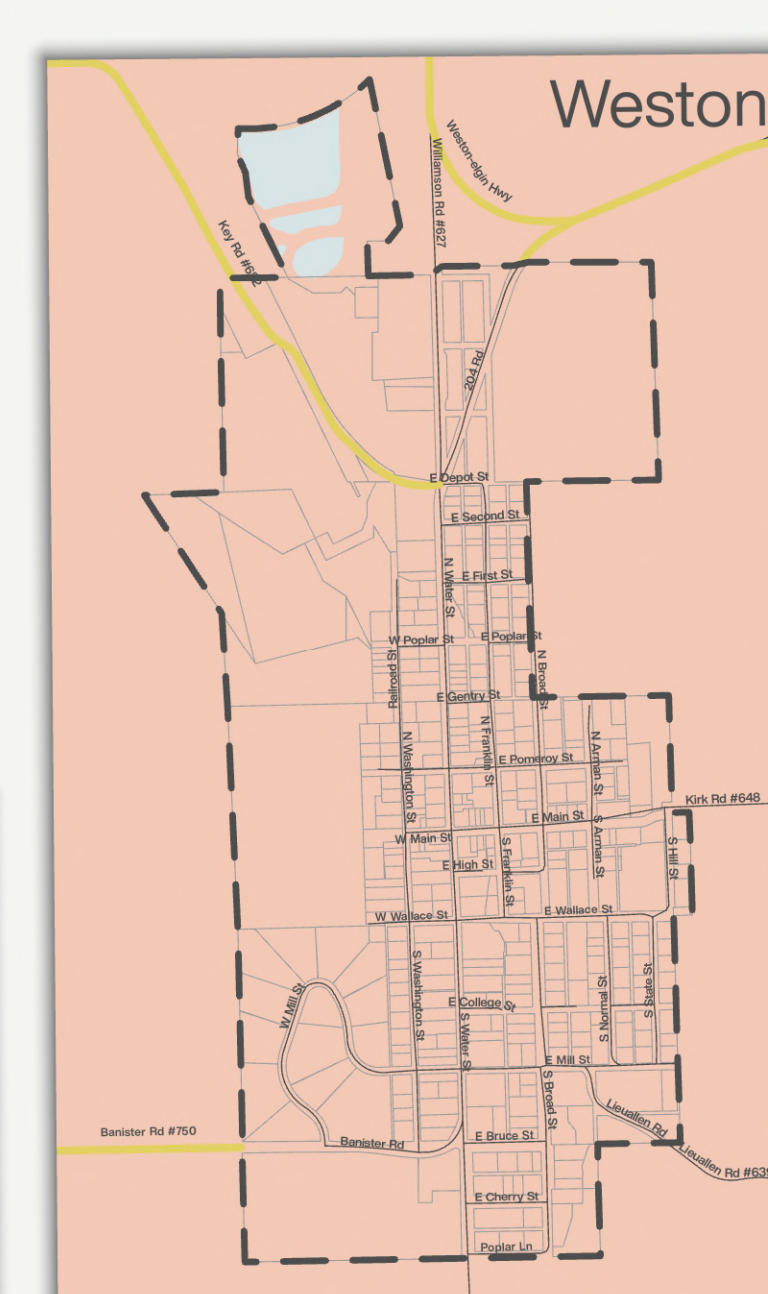 Weston
Weston-elgin Hwy
Williamson Rd #627
Key Rd #6
204 Rd
E Depot St
E Second St
N Water St
E First St
W Poplar St
E Poplar St
Railroad St
N Broad St
E Gentry St
N Franklin St
N Washington St
N Arman St
E Pomeroy St
Kirk Rd #648
E Main St
W Main St
S Arman St
S Franklin St
S Hill St
E High St
W Wallace St
E Wallace St
S Washington St
W Mill St
E College St
S Normal St
S State St
S Water St
E Mill St
S Broad St
Lieuallen Rd
Banister Rd #750
Banister Rd
E Bruce St
Lieuallen Rd #639
E Cherry St
Poplar Ln